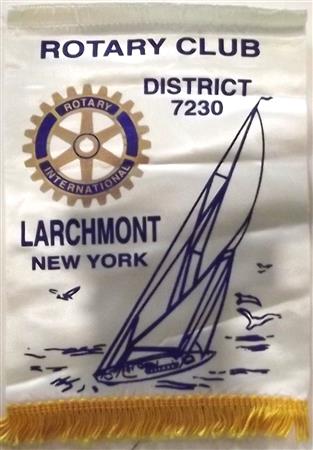 ROTARY CLUB
DISTRICT
7230
ROTARY
INTERNATIONAL
LARCHMONT
NEW YORK